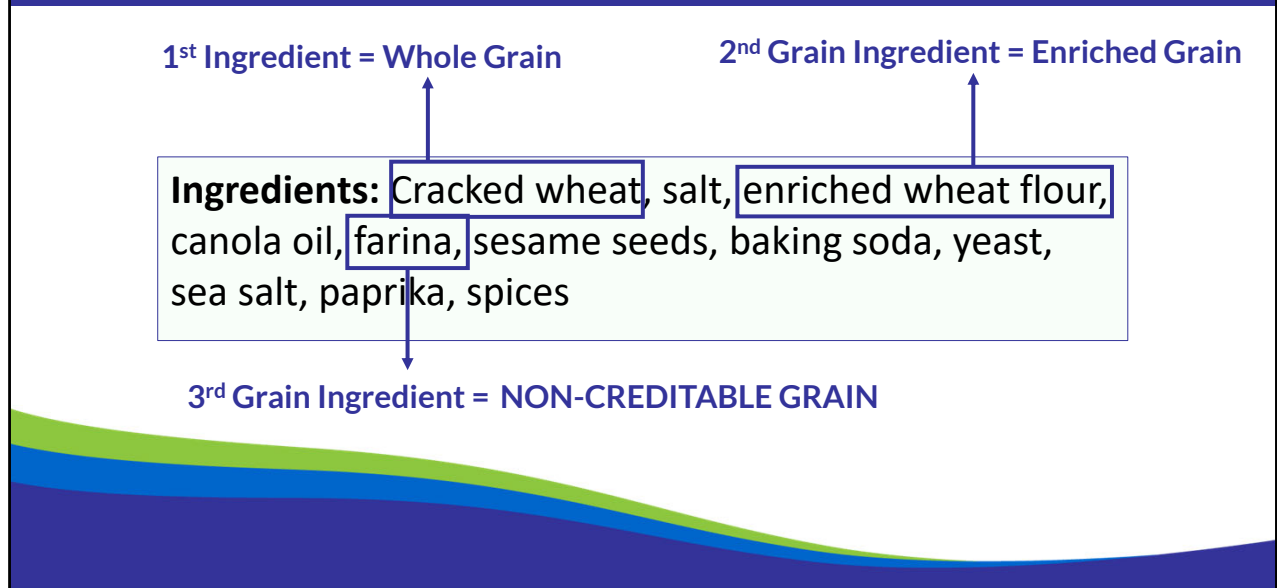 1st Ingredient = Whole Grain
2nd Grain Ingredient = Enriched Grain
Ingredients: Cracked wheat, salt, enriched wheat flour,
canola oil, farina, sesame seeds, baking soda, yeast,
sea salt, paprika, spices
3rd Grain Ingredient = NON-CREDITABLE GRAIN